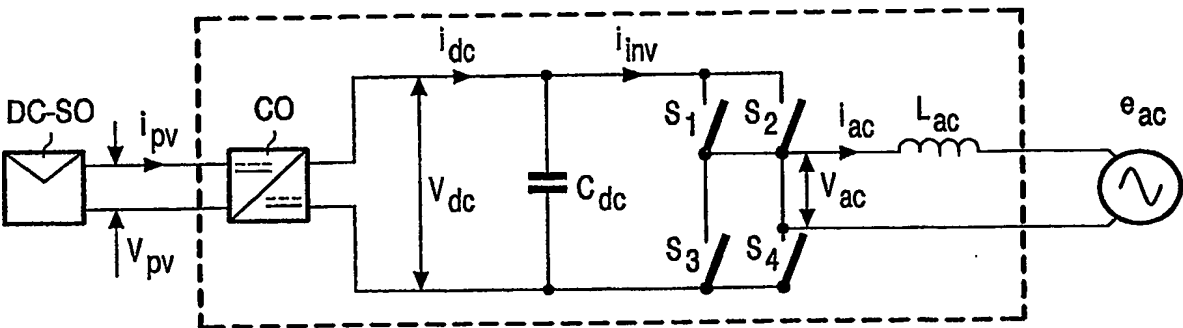 DC-SO
i_pv
V_pv
CO
i_dc
V_dc
C_dc
i_inv
S_1
S_2
S_3
S_4
i_ac
V_ac
L_ac
e_ac